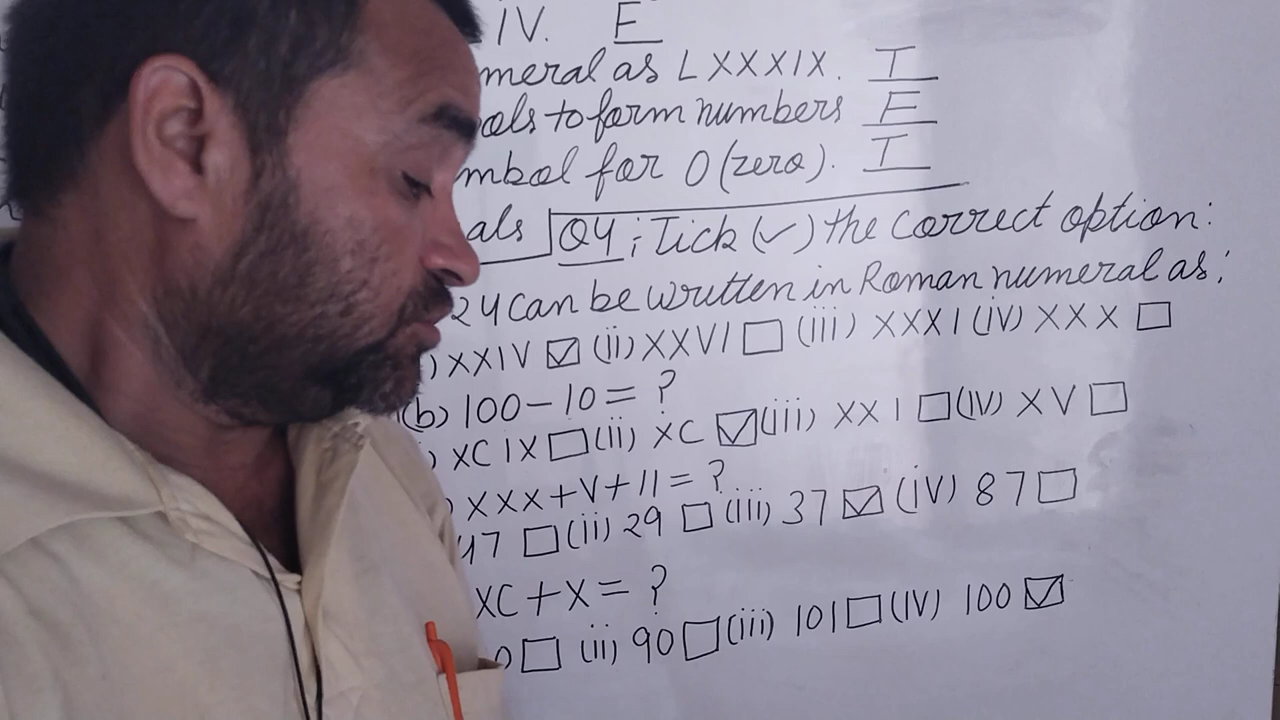 IV. F
meral as LXXXIX. T
ols to form numbers F
mbol for 0 (zero). T
als Q4; Tick (✓) the correct option:
24 can be written in Roman numeral as;
) XXIV ☑ (ii) XXVI ☐ (iii) XXXI (iv) XXX ☐
(b) 100-10 = ?
) XCIX ☐ (ii) XC ☑ (iii) XXI ☐ (iv) XV ☐
) XXX+V+II = ?
47 ☐ (ii) 29 ☐ (iii) 37 ☑ (iv) 87 ☐
XC+X = ?
0 ☐ (ii) 90 ☐ (iii) 101 ☐ (iv) 100 ☑